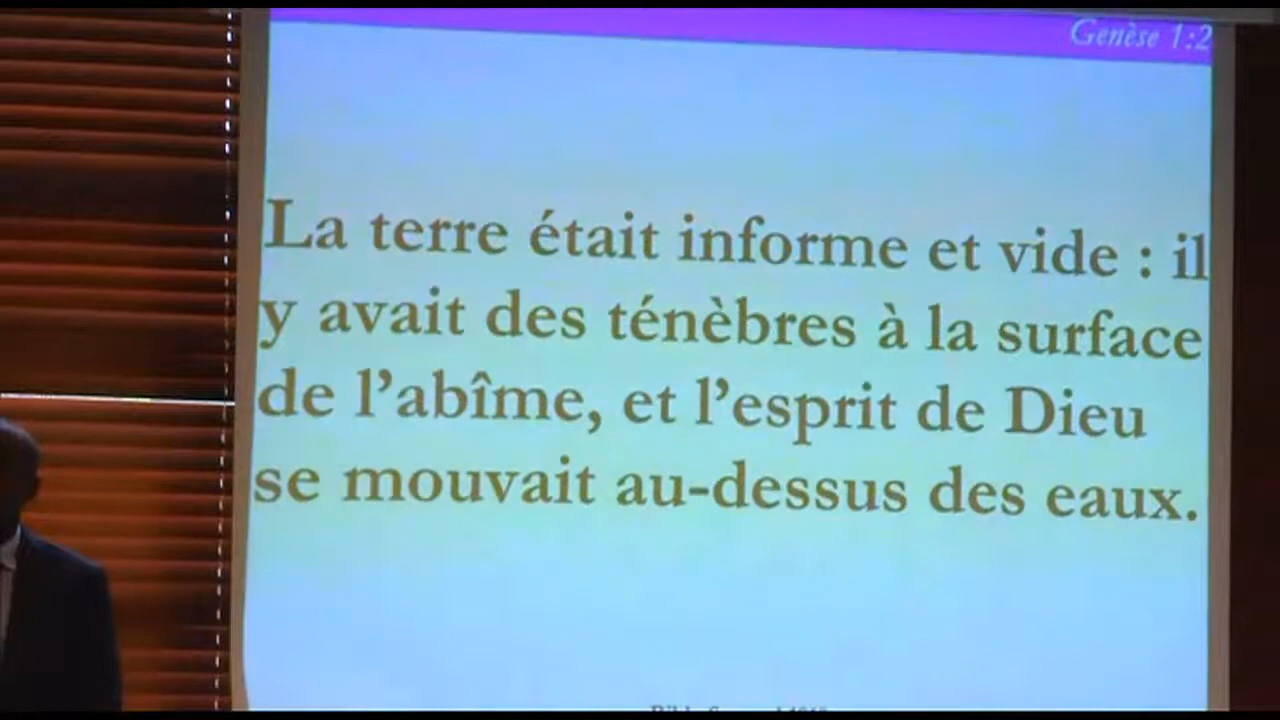 Genèse 1:2
La terre était informe et vide : il
y avait des ténèbres à la surface
de l’abîme, et l’esprit de Dieu
se mouvait au-dessus des eaux.